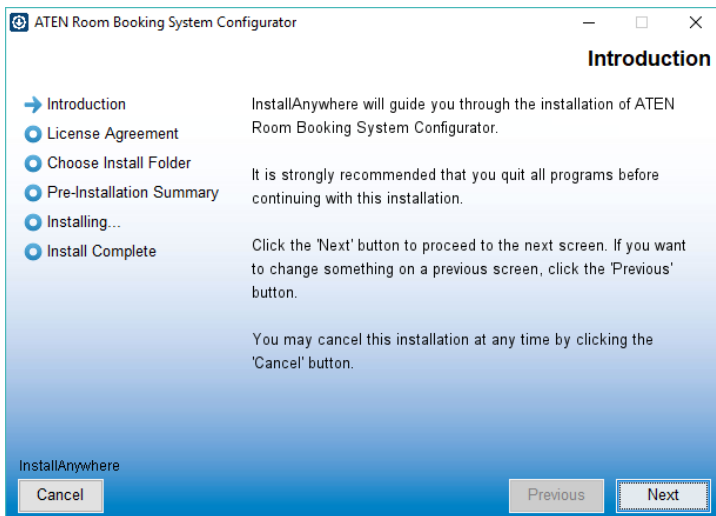 ATEN Room Booking System Configurator
Introduction
Introduction
License Agreement
Choose Install Folder
Pre-Installation Summary
Installing...
Install Complete
InstallAnywhere will guide you through the installation of ATEN
Room Booking System Configurator.
It is strongly recommended that you quit all programs before
continuing with this installation.
Click the 'Next' button to proceed to the next screen. If you want
to change something on a previous screen, click the 'Previous'
button.
You may cancel this installation at any time by clicking the
'Cancel' button.
InstallAnywhere
Cancel
Previous
Next